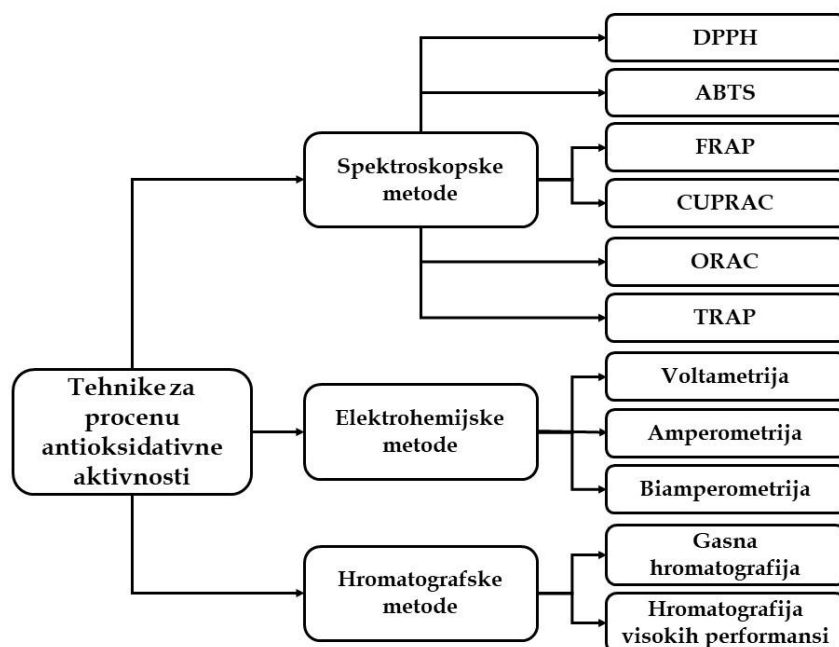 Tehnike za
procenu
antioksidativne
aktivnosti
Spektroskopske
metode
DPPH
ABTS
FRAP
CUPRAC
ORAC
TRAP
Elektrohemijske
metode
Voltametrija
Amperometrija
Biamperometrija
Hromatografske
metode
Gasna
hromatografija
Hromatografija
visokih performansi